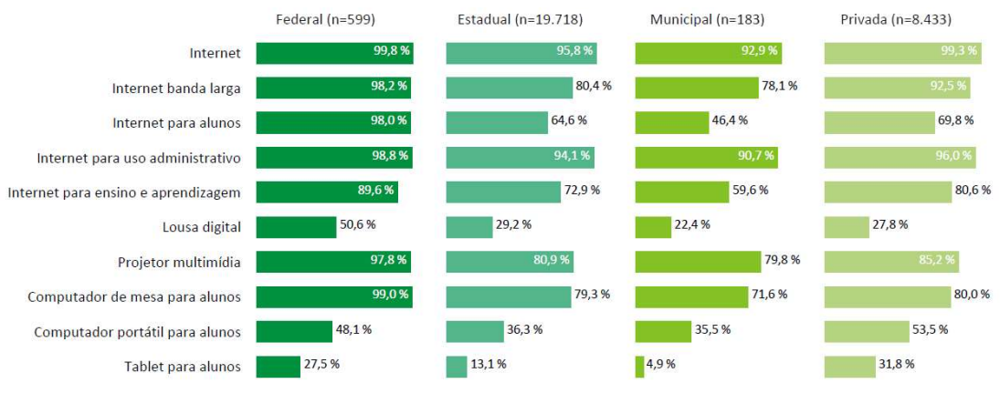 Federal (n=599) Estadual (n=19.718) Municipal (n=183) Privada (n=8.433)
Internet 99,8 % 95,8 % 92,9 % 99,3 %
Internet banda larga 98,2 % 80,4 % 78,1 % 92,5 %
Internet para alunos 98,0 % 64,6 % 46,4 % 69,8 %
Internet para uso administrativo 98,8 % 94,1 % 90,7 % 96,0 %
Internet para ensino e aprendizagem 89,6 % 72,9 % 59,6 % 80,6 %
Lousa digital 50,6 % 29,2 % 22,4 % 27,8 %
Projetor multimídia 97,8 % 80,9 % 79,8 % 85,2 %
Computador de mesa para alunos 99,0 % 79,3 % 71,6 % 80,0 %
Computador portátil para alunos 48,1 % 36,3 % 35,5 % 53,5 %
Tablet para alunos 27,5 % 13,1 % 4,9 % 31,8 %